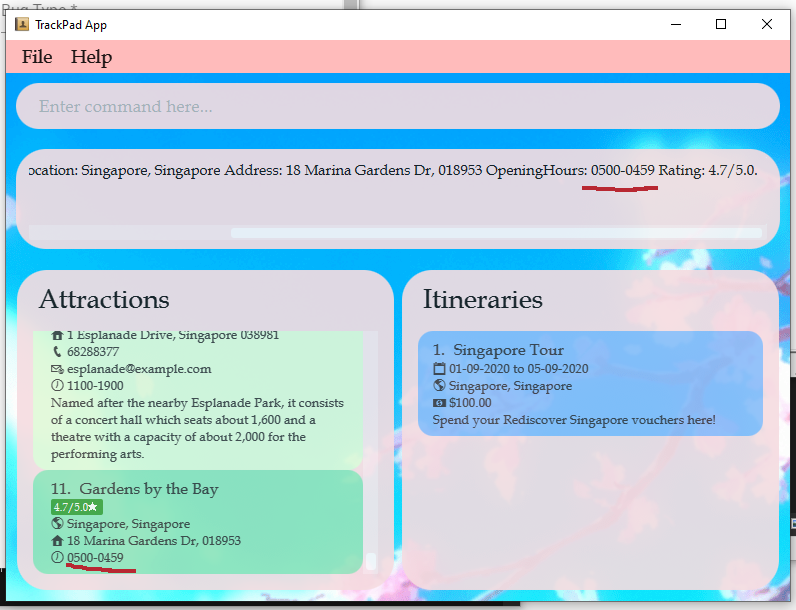 Bug Type *
TrackPad App
File Help
Enter command here...
ocation: Singapore, Singapore Address: 18 Marina Gardens Dr, 018953 OpeningHours: 0500-0459 Rating: 4.7/5.0.
Attractions
1 Esplanade Drive, Singapore 038981
68288377
esplanade@example.com
1100-1900
Named after the nearby Esplanade Park, it consists
of a concert hall which seats about 1,600 and a
theatre with a capacity of about 2,000 for the
performing arts.
11. Gardens by the Bay
4.7/5.0★
Singapore, Singapore
18 Marina Gardens Dr, 018953
0500-0459
Itineraries
1. Singapore Tour
01-09-2020 to 05-09-2020
Singapore, Singapore
$100.00
Spend your Rediscover Singapore vouchers here!